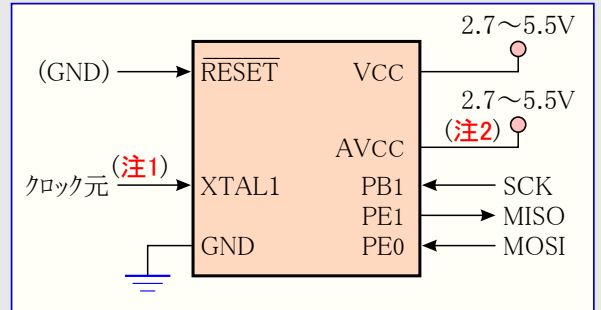 2.7～5.5V
(GND) RESET VCC
2.7～5.5V
(注2)
AVCC
(注1)
ｸﾛｯｸ元 XTAL1 PB1 SCK
PE1 MISO
GND PE0 MOSI